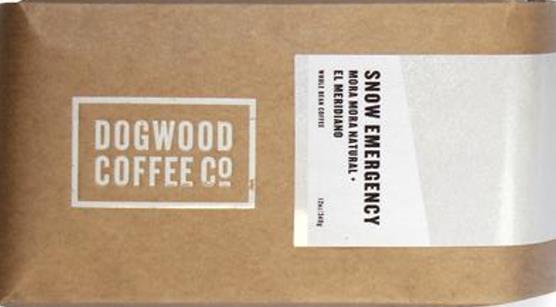 DOGWOOD
COFFEE CO
SNOW EMERGENCY
MORA MORA NATURAL +
EL MERIDIANO
WHOLE BEAN COFFEE
12oz/340g